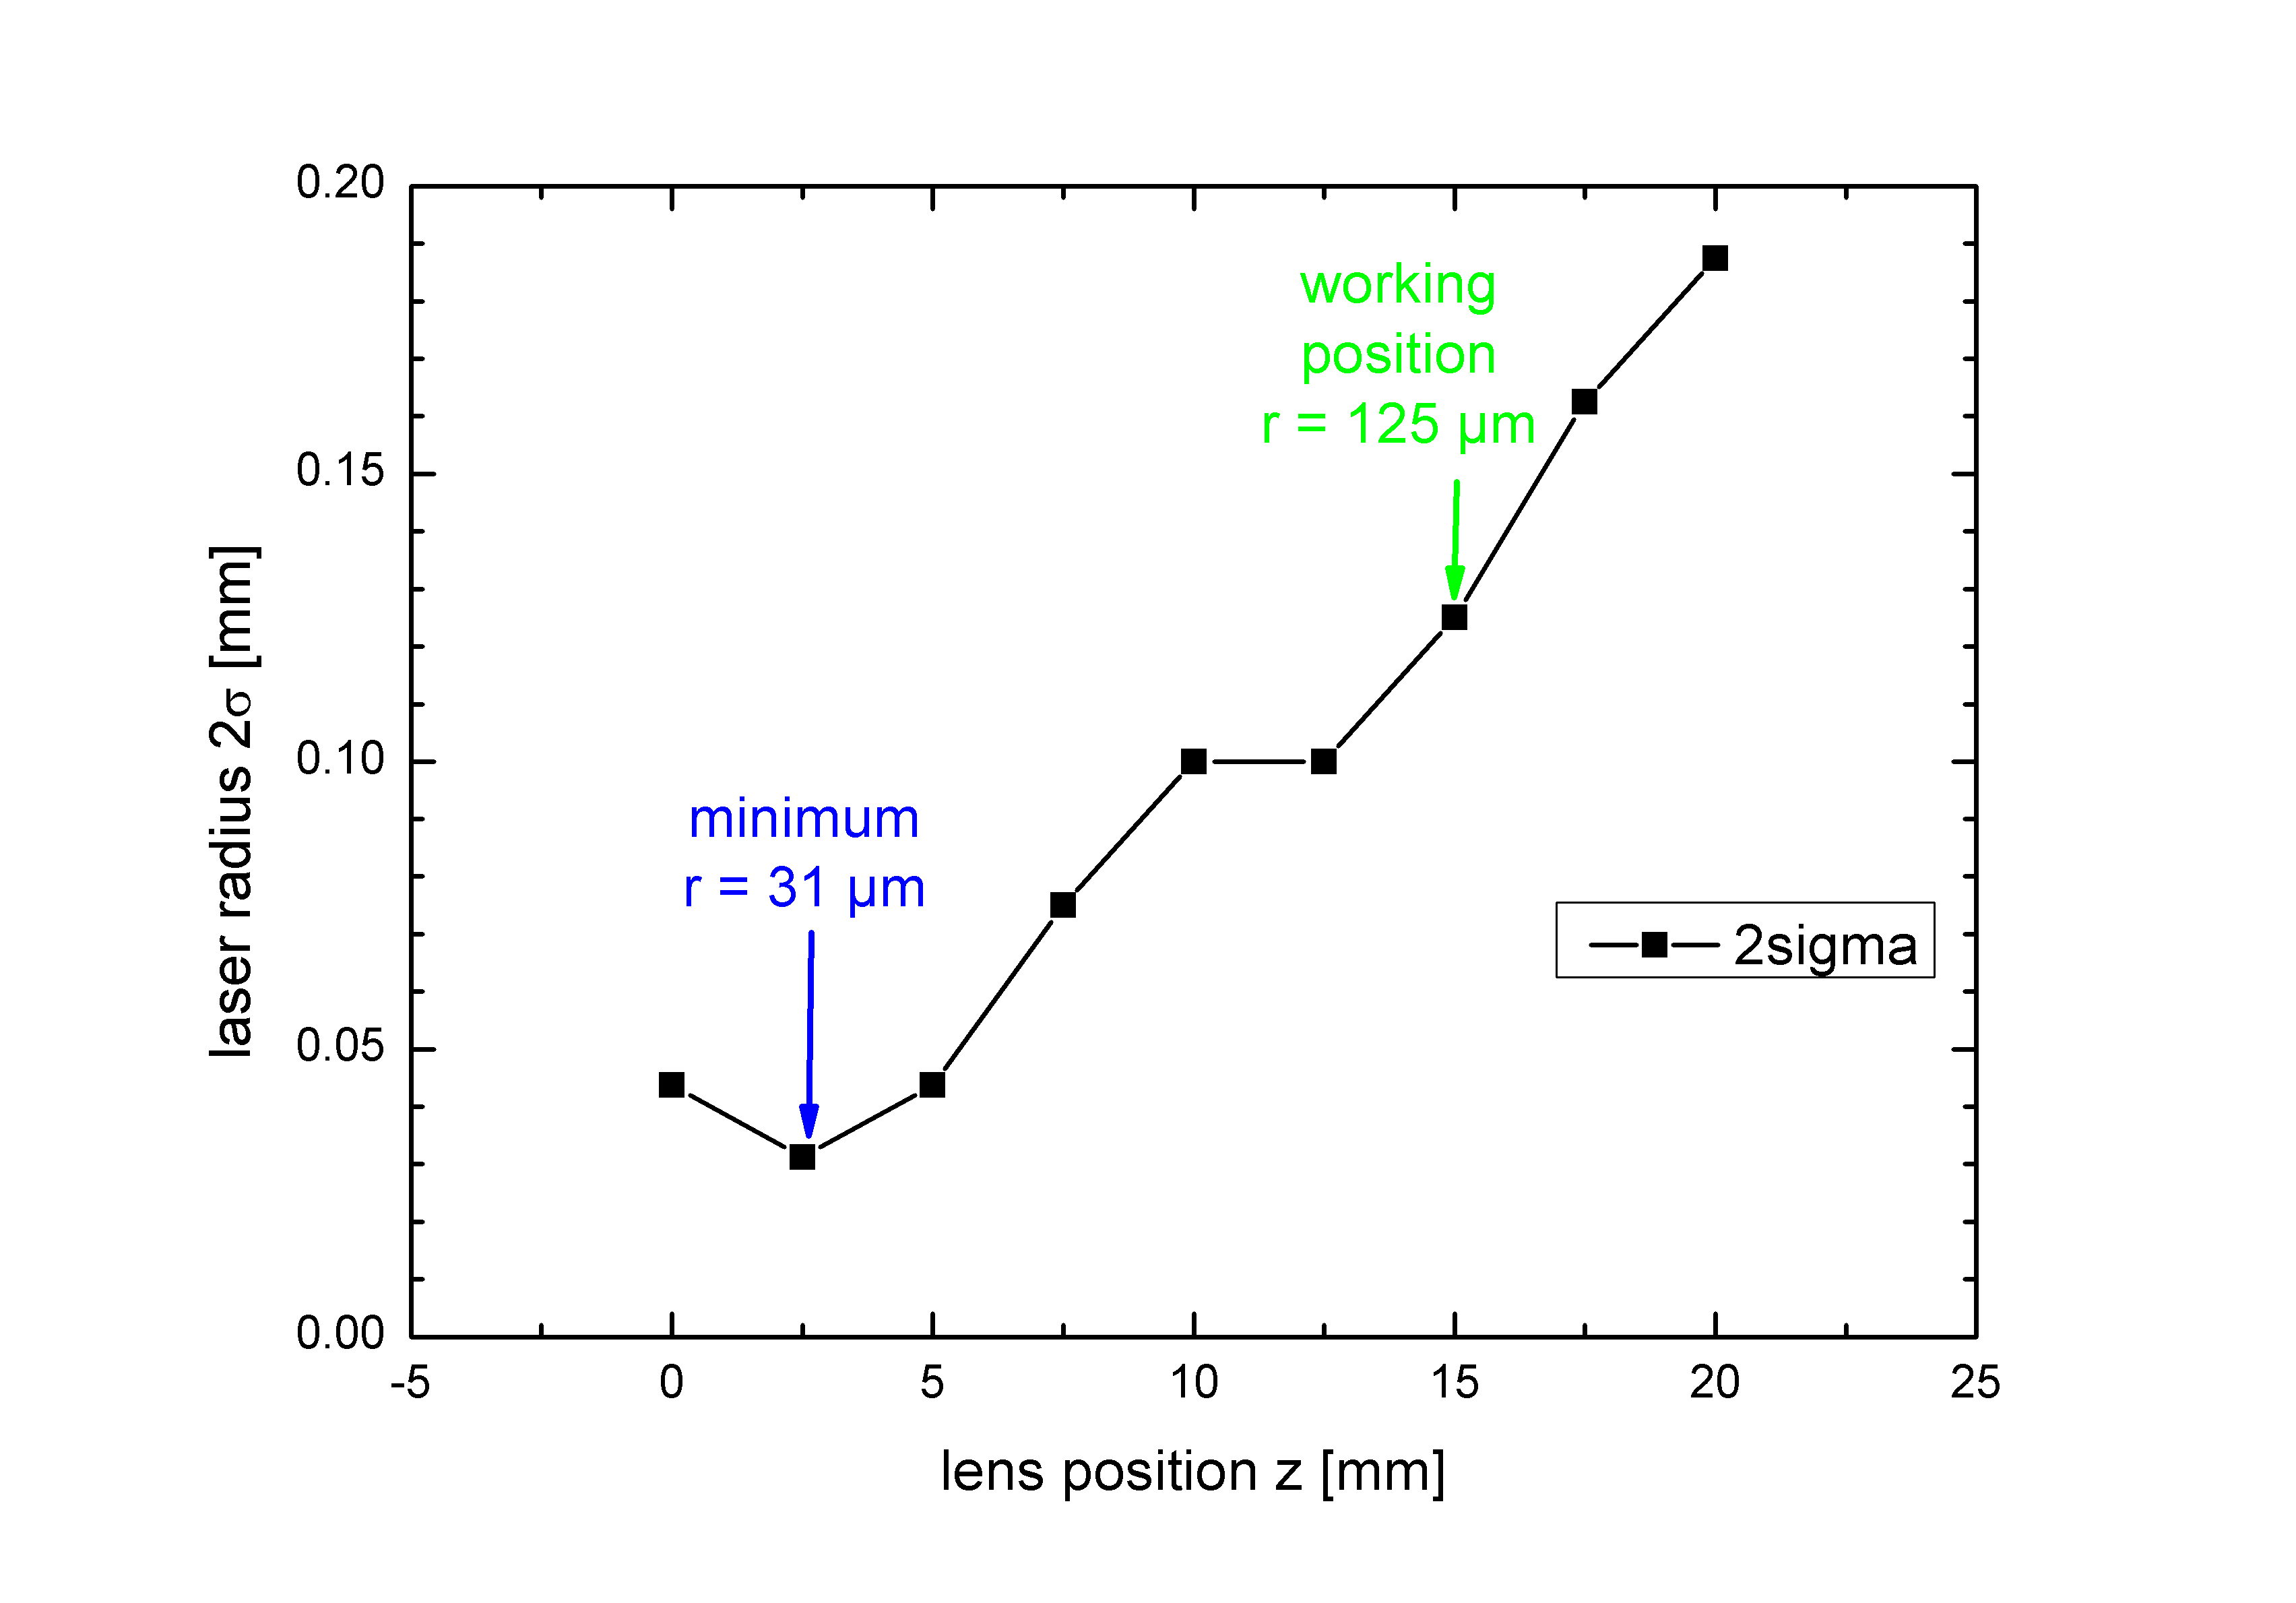 0.20
0.15
0.10
0.05
0.00
-5
0
5
10
15
20
25
laser radius 2σ [mm]
lens position z [mm]
working
position
r = 125 µm
minimum
r = 31 µm
2sigma